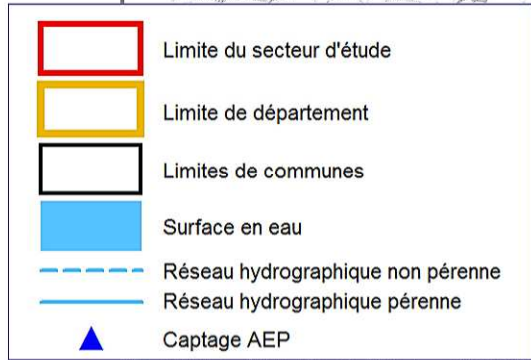 Limite du secteur d'étude
Limite de département
Limites de communes
Surface en eau
Réseau hydrographique non pérenne
Réseau hydrographique pérenne
Captage AEP